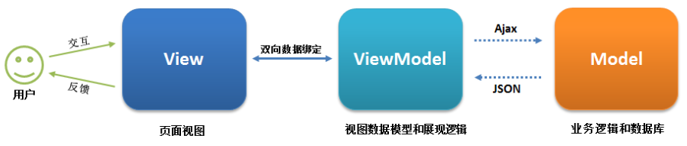 交互
反馈
用户
View
页面视图
双向数据绑定
ViewModel
视图数据模型和展现逻辑
Ajax
JSON
Model
业务逻辑和数据库